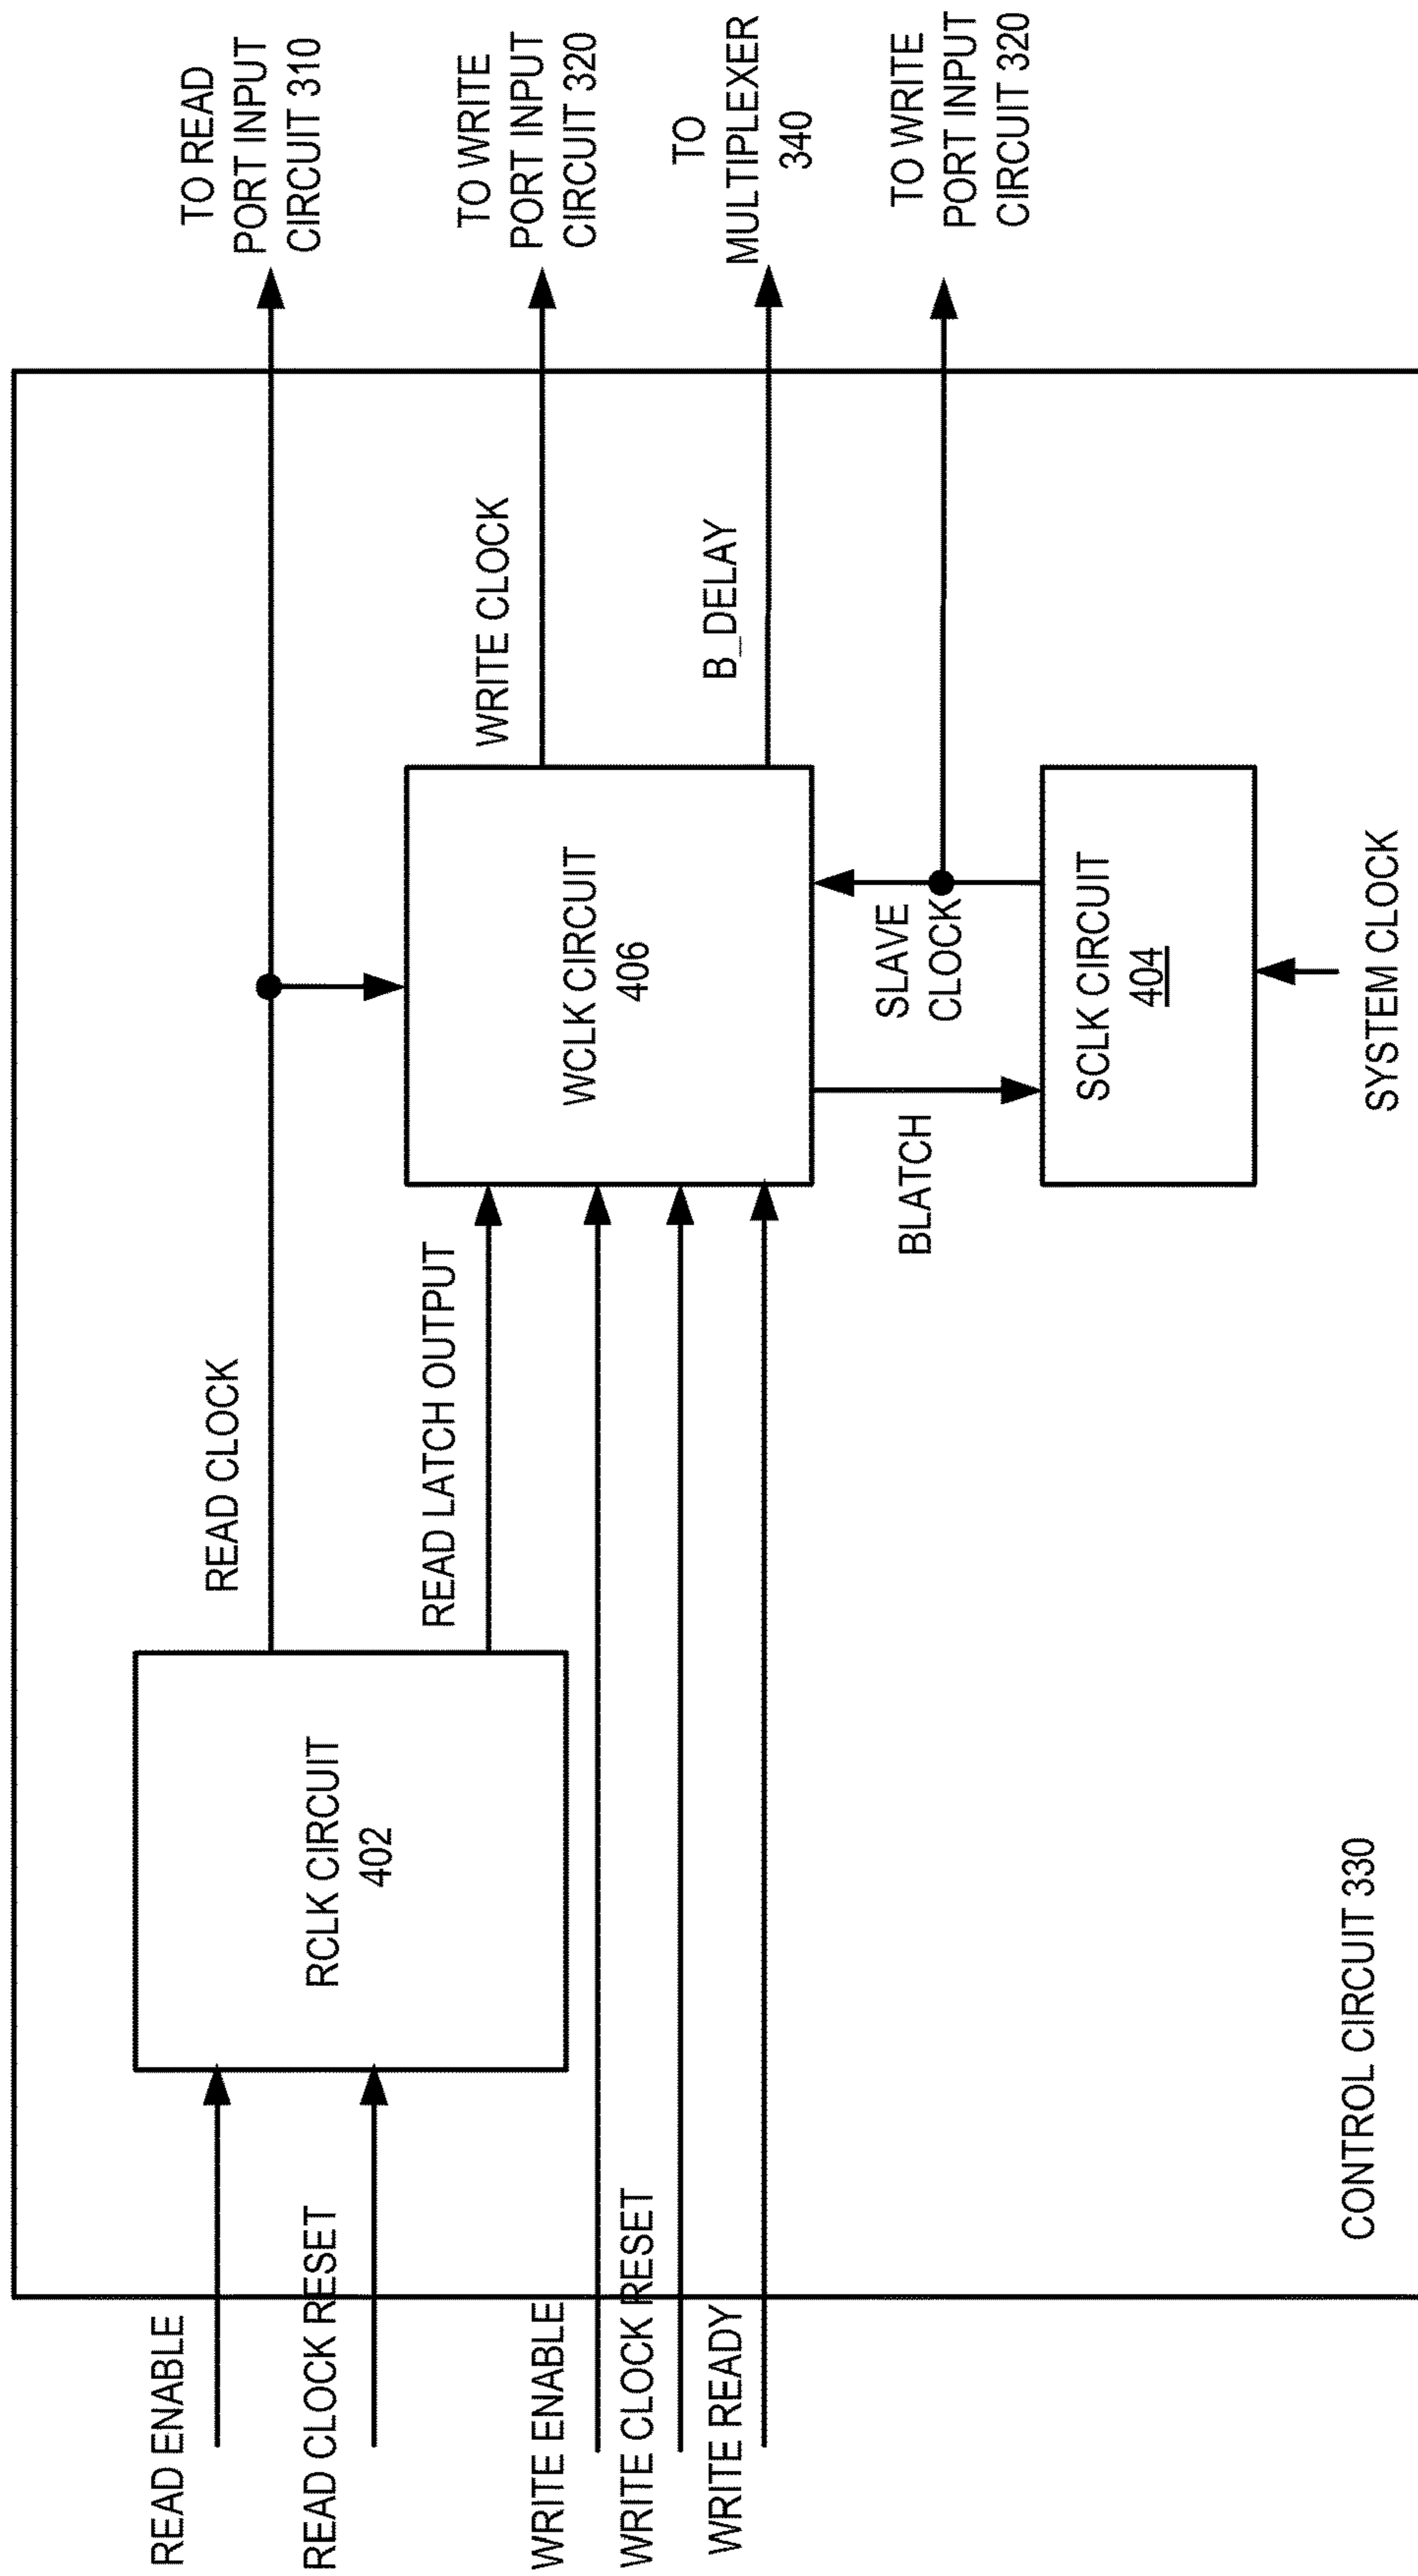 READ ENABLE
READ CLOCK RESET
WRITE ENABLE
WRITE CLOCK RESET
WRITE READY
RCLK CIRCUIT
402
READ CLOCK
READ LATCH OUTPUT
WCLK CIRCUIT
406
BLATCH
SLAVE
CLOCK
SCLK CIRCUIT
404
SYSTEM CLOCK
WRITE CLOCK
B_DELAY
TO READ
PORT INPUT
CIRCUIT 310
TO WRITE
PORT INPUT
CIRCUIT 320
TO
MULTIPLEXER
340
TO WRITE
PORT INPUT
CIRCUIT 320
CONTROL CIRCUIT 330